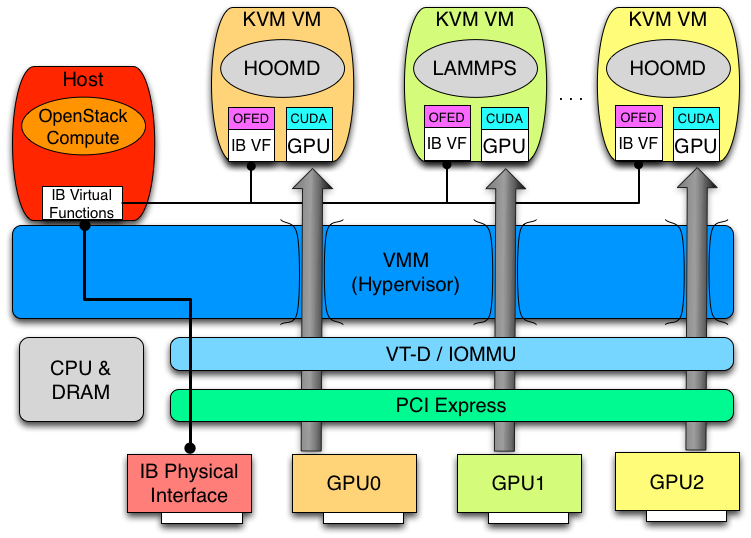 KVM VM
HOOMD
OFED
CUDA
IB VF
GPU
KVM VM
LAMMPS
OFED
CUDA
IB VF
GPU
. . .
KVM VM
HOOMD
OFED
CUDA
IB VF
GPU
Host
OpenStack
Compute
IB Virtual
Functions
VMM
(Hypervisor)
CPU &
DRAM
VT-D / IOMMU
PCI Express
IB Physical
Interface
GPU0
GPU1
GPU2